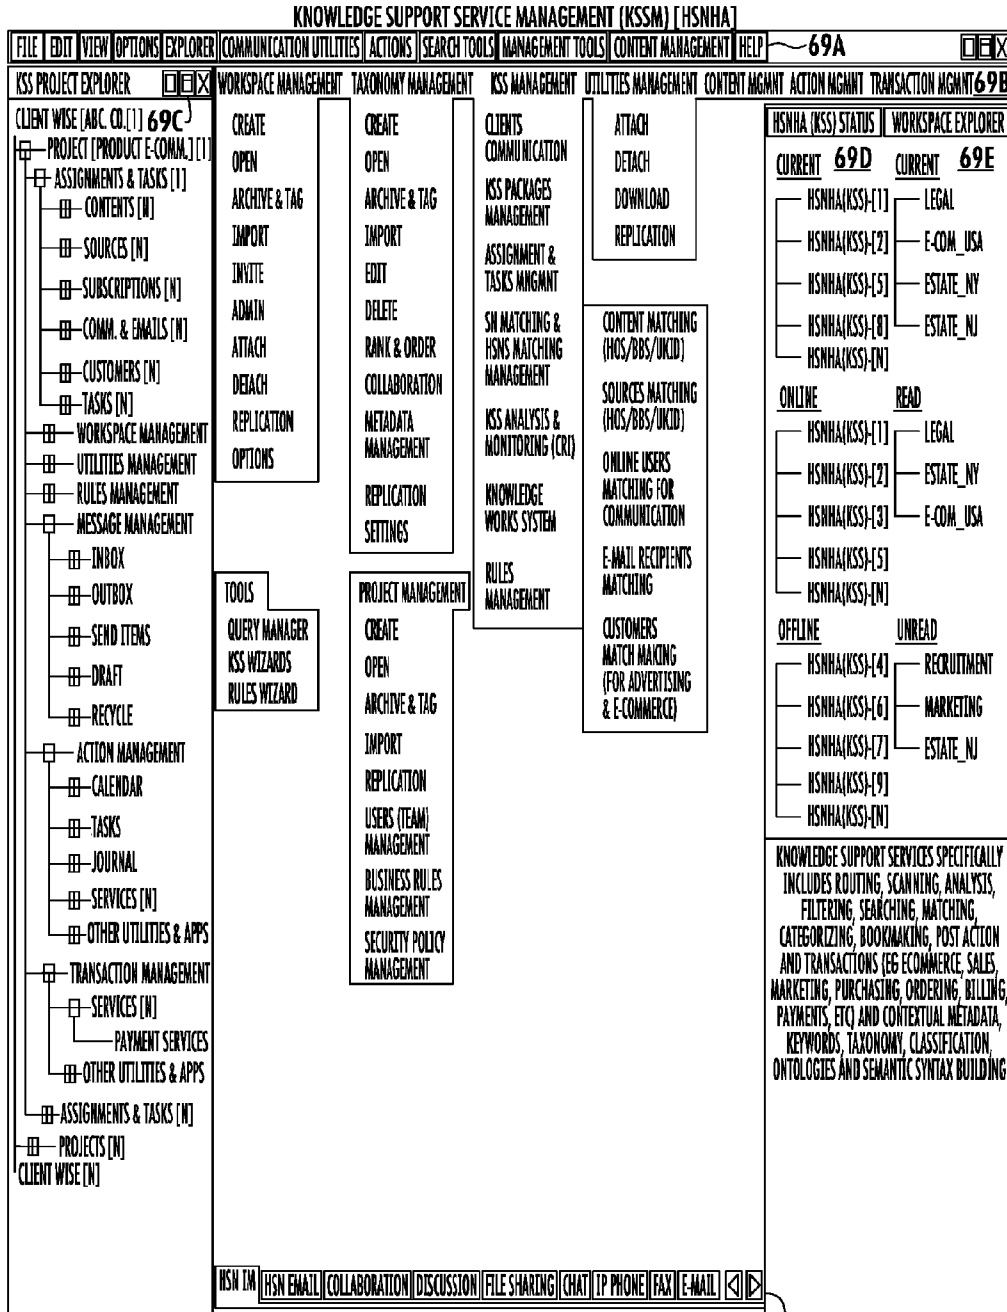 KNOWLEDGE SUPPORT SERVICE MANAGEMENT (KSSM) [HSNHA]
FILE EDIT VIEW OPTIONS EXPLORER COMMUNICATION UTILITIES ACTIONS SEARCH TOOLS MANAGEMENT TOOLS CONTENT MANAGEMENT HELP 69A
KSS PROJECT EXPLORER
CLIENT WISE [ABC. CO.[1] 69C
PROJECT [PRODUCT E-COMM.] [1]
ASSIGNMENTS & TASKS [1]
CONTENTS [N]
SOURCES [N]
SUBSCRIPTIONS [N]
COMM. & EMAILS [N]
CUSTOMERS [N]
TASKS [N]
WORKSPACE MANAGEMENT
UTILITIES MANAGEMENT
RULES MANAGEMENT
MESSAGE MANAGEMENT
INBOX
OUTBOX
SEND ITEMS
DRAFT
RECYCLE
ACTION MANAGEMENT
CALENDAR
TASKS
JOURNAL
SERVICES [N]
OTHER UTILITIES & APPS
TRANSACTION MANAGEMENT
SERVICES [N]
PAYMENT SERVICES
OTHER UTILITIES & APPS
ASSIGNMENTS & TASKS [N]
PROJECTS [N]
CLIENT WISE [N]
WORKSPACE MANAGEMENT TAXONOMY MANAGEMENT KSS MANAGEMENT UTILITIES MANAGEMENT CONTENT MGMNT ACTION MGMNT TRANSACTION MGMNT 69B
CREATE
OPEN
ARCHIVE & TAG
IMPORT
INVITE
ADMIN
ATTACH
DETACH
REPLICATION
OPTIONS
TOOLS
QUERY MANAGER
KSS WIZARDS
RULES WIZARD
CREATE
OPEN
ARCHIVE & TAG
IMPORT
EDIT
DELETE
RANK & ORDER
COLLABORATION
METADATA
MANAGEMENT
REPLICATION
SETTINGS
PROJECT MANAGEMENT
CREATE
OPEN
ARCHIVE & TAG
IMPORT
REPLICATION
USERS (TEAM)
MANAGEMENT
BUSINESS RULES
MANAGEMENT
SECURITY POLICY
MANAGEMENT
CLIENTS
COMMUNICATION
KSS PACKAGES
MANAGEMENT
ASSIGNMENT &
TASKS MNGMNT
SN MATCHING &
HSNS MATCHING
MANAGEMENT
KSS ANALYSIS &
MONITORING (CRI)
KNOWLEDGE
WORKS SYSTEM
RULES
MANAGEMENT
ATTACH
DETACH
DOWNLOAD
REPLICATION
CONTENT MATCHING
(HOS/BBS/UKID)
SOURCES MATCHING
(HOS/BBS/UKID)
ONLINE USERS
MATCHING FOR
COMMUNICATION
E-MAIL RECIPIENTS
MATCHING
CUSTOMERS
MATCH MAKING
(FOR ADVERTISING
& E-COMMERCE)
HSNHA (KSS) STATUS WORKSPACE EXPLORER
CURRENT 69D
HSNHA(KSS)-[1]
HSNHA(KSS)-[2]
HSNHA(KSS)-[5]
HSNHA(KSS)-[8]
HSNHA(KSS)-[N]
ONLINE
HSNHA(KSS)-[1]
HSNHA(KSS)-[2]
HSNHA(KSS)-[3]
HSNHA(KSS)-[5]
HSNHA(KSS)-[N]
OFFLINE
HSNHA(KSS)-[4]
HSNHA(KSS)-[6]
HSNHA(KSS)-[7]
HSNHA(KSS)-[9]
HSNHA(KSS)-[N]
CURRENT 69E
LEGAL
E-COM_USA
ESTATE_NY
ESTATE_NJ
READ
LEGAL
ESTATE_NY
E-COM_USA
UNREAD
RECRUITMENT
MARKETING
ESTATE_NJ
KNOWLEDGE SUPPORT SERVICES SPECIFICALLY
INCLUDES ROUTING, SCANNING, ANALYSIS,
FILTERING, SEARCHING, MATCHING,
CATEGORIZING, BOOKMAKING, POST ACTION
AND TRANSACTIONS (EG ECOMMERCE, SALES,
MARKETING, PURCHASING, ORDERING, BILLING,
PAYMENTS, ETC) AND CONTEXTUAL METADATA,
KEYWORDS, TAXONOMY, CLASSIFICATION,
ONTOLOGIES AND SEMANTIC SYNTAX BUILDING
HSN IM HSN EMAIL COLLABORATION DISCUSSION FILE SHARING CHAT IP PHONE FAX E-MAIL